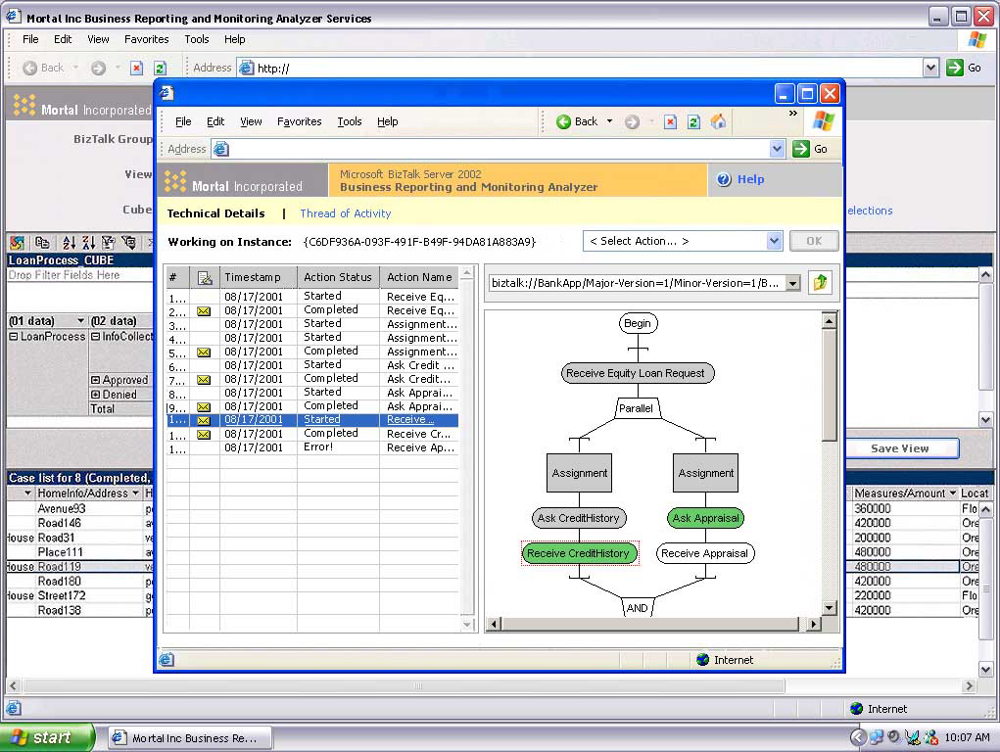 Mortal Inc Business Reporting and Monitoring Analyzer Services
File Edit View Favorites Tools Help
Back Address http:// Go
Mortal Incorporated
BizTalk Group
View
Cube
elections
LoanProcess_CUBE
Drop Filter Fields Here
(01 data) (02 data)
LoanProcess InfoCollect
Approved
Denied
Total
Save View
Case list for 8 (Completed,
HomeInfo/Address H Measures/Amount Locat
Avenue93 p 360000 Flo
Road146 a 420000 Ore
House Road31 ve 200000 Ore
Place111 a 480000 Ore
House Road119 ve 480000 Ore
Road180 p 420000 Ore
House Street172 g 220000 Flo
Road138 p 420000 Ore
File Edit View Favorites Tools Help Back
Address Go
Mortal Incorporated
Microsoft BizTalk Server 2002
Business Reporting and Monitoring Analyzer
Help
Technical Details | Thread of Activity
Working on Instance: {C6DF936A-093F-491F-B49F-94DA81A883A9} < Select Action... > OK
# Timestamp Action Status Action Name
1... 08/17/2001 Started Receive Eq...
2... 08/17/2001 Completed Receive Eq...
3... 08/17/2001 Started Assignment...
4... 08/17/2001 Started Assignment...
5... 08/17/2001 Completed Assignment...
6... 08/17/2001 Started Ask Credit ...
7... 08/17/2001 Completed Ask Credit...
8... 08/17/2001 Started Ask Apprai...
9... 08/17/2001 Completed Ask Apprai...
1... 08/17/2001 Started Receive ...
1... 08/17/2001 Completed Receive Cr...
1... 08/17/2001 Error! Receive Ap...
biztalk://BankApp/Major-Version=1/Minor-Version=1/B...
Begin
Receive Equity Loan Request
Parallel
Assignment Assignment
Ask CreditHistory Ask Appraisal
Receive CreditHistory Receive Appraisal
AND
Internet
Internet
start Mortal Inc Business Re... 10:07 AM